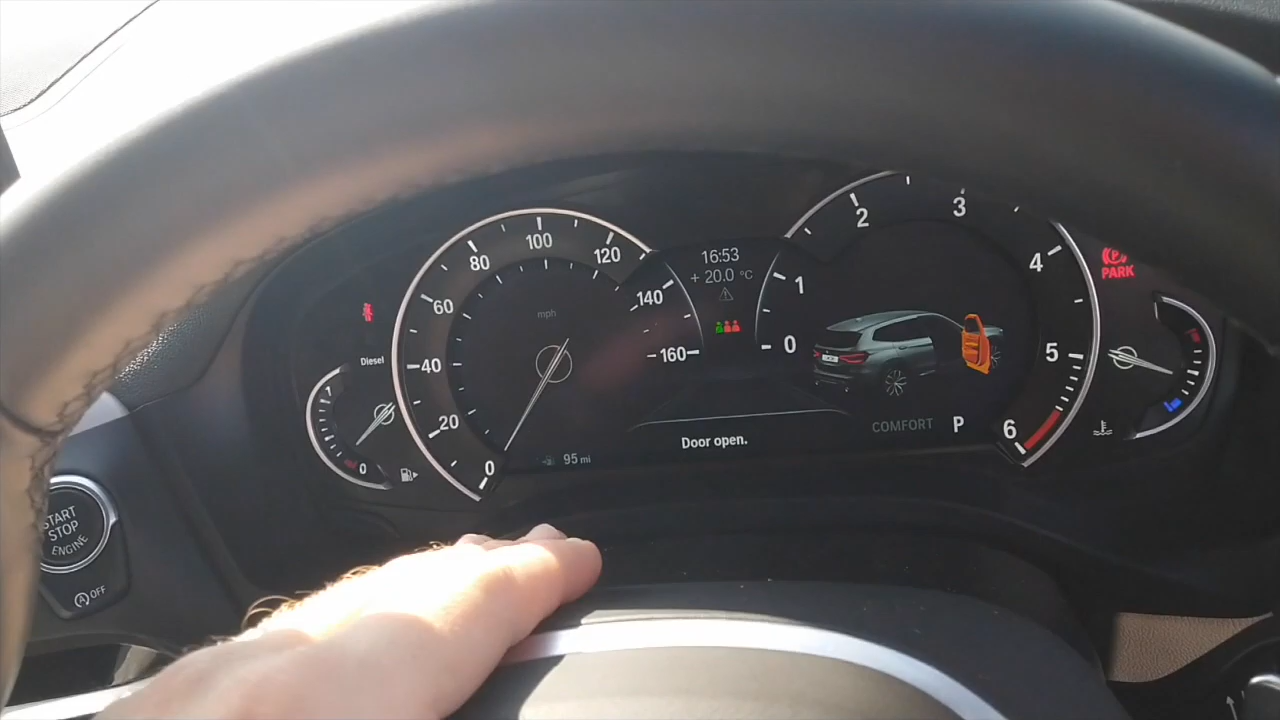 16:53
+ 20.0 °C
mph
0
20
40
60
80
100
120
140
160
Diesel
1
0
95 mi
Door open.
COMFORT P
0
1
2
3
4
5
6
(P)
PARK
START
STOP
ENGINE
A OFF